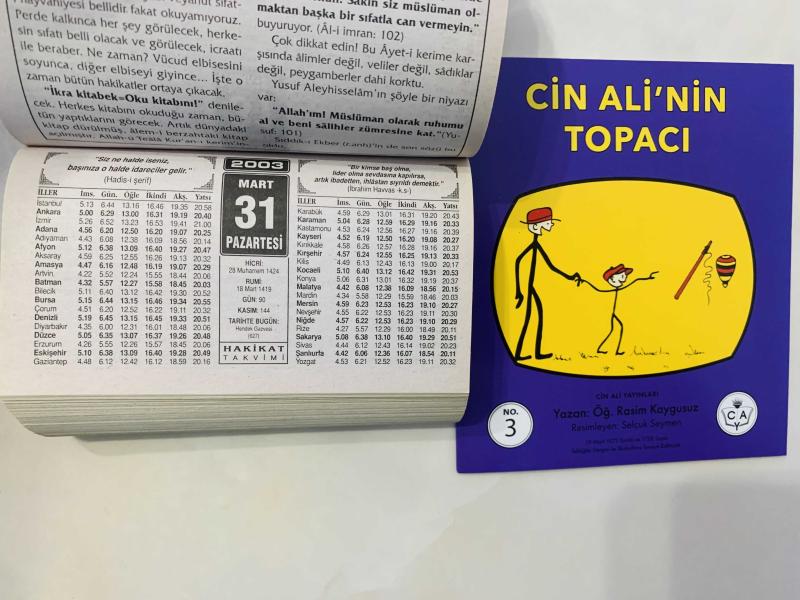 hayvaniyeti bellidir fakat okuyamıyoruz.
Perde kalkınca her şey görülecek, herke-
sin sıfatı belli olacak ve görülecek, icraatı
ile beraber. Ne zaman? Vücud elbisesini
soyunca, diğer elbiseyi giyince... İşte o
zaman bütün hakikatler ortaya çıkacak.
"İkra kitabek=Oku kitabını!" denile-
cek. Herkes kitabını okuduğu zaman, bü-
tün yaptıklarını görecek. Artık dünyadaki
kitap dürülmüş, âlem-i berzahtaki kitap
açılmıştır. Allah-u Teâlâ Kur'an-ı kerim'in-
Sakın siz müslüman ol-
maktan başka bir sıfatla can vermeyin."
buyuruyor. (Âl-i imran: 102)
Çok dikkat edin! Bu Âyet-i kerime kar-
şısında âlimler değil, veliler değil, sâdıklar
değil, peygamberler dahi korktu.
Yusuf Aleyhisselâm'ın şöyle bir niyazı
var:
"Allah'ım! Müslüman olarak ruhumu
al ve beni sâlihler zümresine kat." (Yu-
suf: 101)
"Siz ne halde iseniz,
başınıza o halde idareciler gelir."
(Hadis-i şerif)
İLLER İms. Gün. Öğle İkindi Akş. Yatsı
İstanbul 5.13 6.44 13.16 16.46 19.35 20.58
Ankara 5.00 6.29 13.00 16.31 19.19 20.40
İzmir 5.26 6.52 13.23 16.53 19.41 21.00
Adana 4.56 6.20 12.50 16.20 19.07 20.25
Adıyaman 4.43 6.08 12.38 16.09 18.56 20.14
Afyon 5.12 6.38 13.09 16.40 19.27 20.47
Aksaray 4.59 6.25 12.55 16.26 19.13 20.32
Amasya 4.47 6.16 12.48 16.19 19.07 20.29
Artvin 4.22 5.52 12.24 15.55 18.44 20.06
Batman 4.32 5.57 12.27 15.58 18.45 20.03
Bilecik 5.11 6.40 13.12 16.42 19.30 20.52
Bursa 5.15 6.44 13.15 16.46 19.34 20.55
Çorum 4.51 6.20 12.52 16.22 19.11 20.32
Denizli 5.19 6.45 13.15 16.45 19.33 20.51
Diyarbakır 4.35 6.00 12.31 16.01 18.48 20.06
Düzce 5.05 6.35 13.07 16.37 19.26 20.48
Erzurum 4.26 5.55 12.26 15.57 18.45 20.06
Eskişehir 5.10 6.38 13.09 16.40 19.28 20.49
Gaziantep 4.48 6.12 12.42 16.12 18.59 20.16
2003
MART
31
PAZARTESİ
HİCRİ:
28 Muharrem 1424
RUMİ:
18 Mart 1419
GÜN: 90
KASIM: 144
TARİHTE BUGÜN:
Hendek Gazvesi
(627)
HAKİKAT
TAKVİMİ
"Bir kimse baş olma,
lider olma sevdasına kapılırsa,
artık ibadetten, ihlâstan sıyrıldı demektir."
(İbrahim Havvas -k.s-)
İLLER İms. Gün. Öğle İkindi Akş. Yatsı
Karabük 4.59 6.29 13.01 16.31 19.20 20.43
Karaman 5.04 6.28 12.59 16.29 19.16 20.33
Kastamonu 4.53 6.24 12.56 16.27 19.16 20.39
Kayseri 4.52 6.19 12.50 16.20 19.08 20.27
Kırıkkale 4.58 6.26 12.57 16.28 19.16 20.37
Kırşehir 4.57 6.24 12.55 16.25 19.13 20.33
Kilis 4.49 6.13 12.43 16.13 19.00 20.17
Kocaeli 5.10 6.40 13.12 16.42 19.31 20.53
Konya 5.06 6.31 13.01 16.32 19.19 20.37
Malatya 4.42 6.08 12.38 16.09 18.56 20.15
Mardin 4.34 5.58 12.29 15.59 18.46 20.03
Mersin 4.59 6.23 12.53 16.23 19.10 20.27
Nevşehir 4.55 6.22 12.53 16.23 19.11 20.30
Niğde 4.57 6.22 12.53 16.23 19.10 20.29
Rize 4.27 5.57 12.29 16.00 18.49 20.11
Sakarya 5.08 6.38 13.10 16.40 19.29 20.51
Sivas 4.44 6.12 12.43 16.14 19.02 20.23
Şanlıurfa 4.42 6.06 12.36 16.07 18.54 20.11
Yozgat 4.53 6.21 12.52 16.23 19.11 20.32
CİN ALİ'NİN
TOPACI
CİN ALİ YAYINLARI
Yazan: Öğ. Rasim Kaygusuz
Resimleyen: Selçuk Seymen
NO.
3
C A
Y